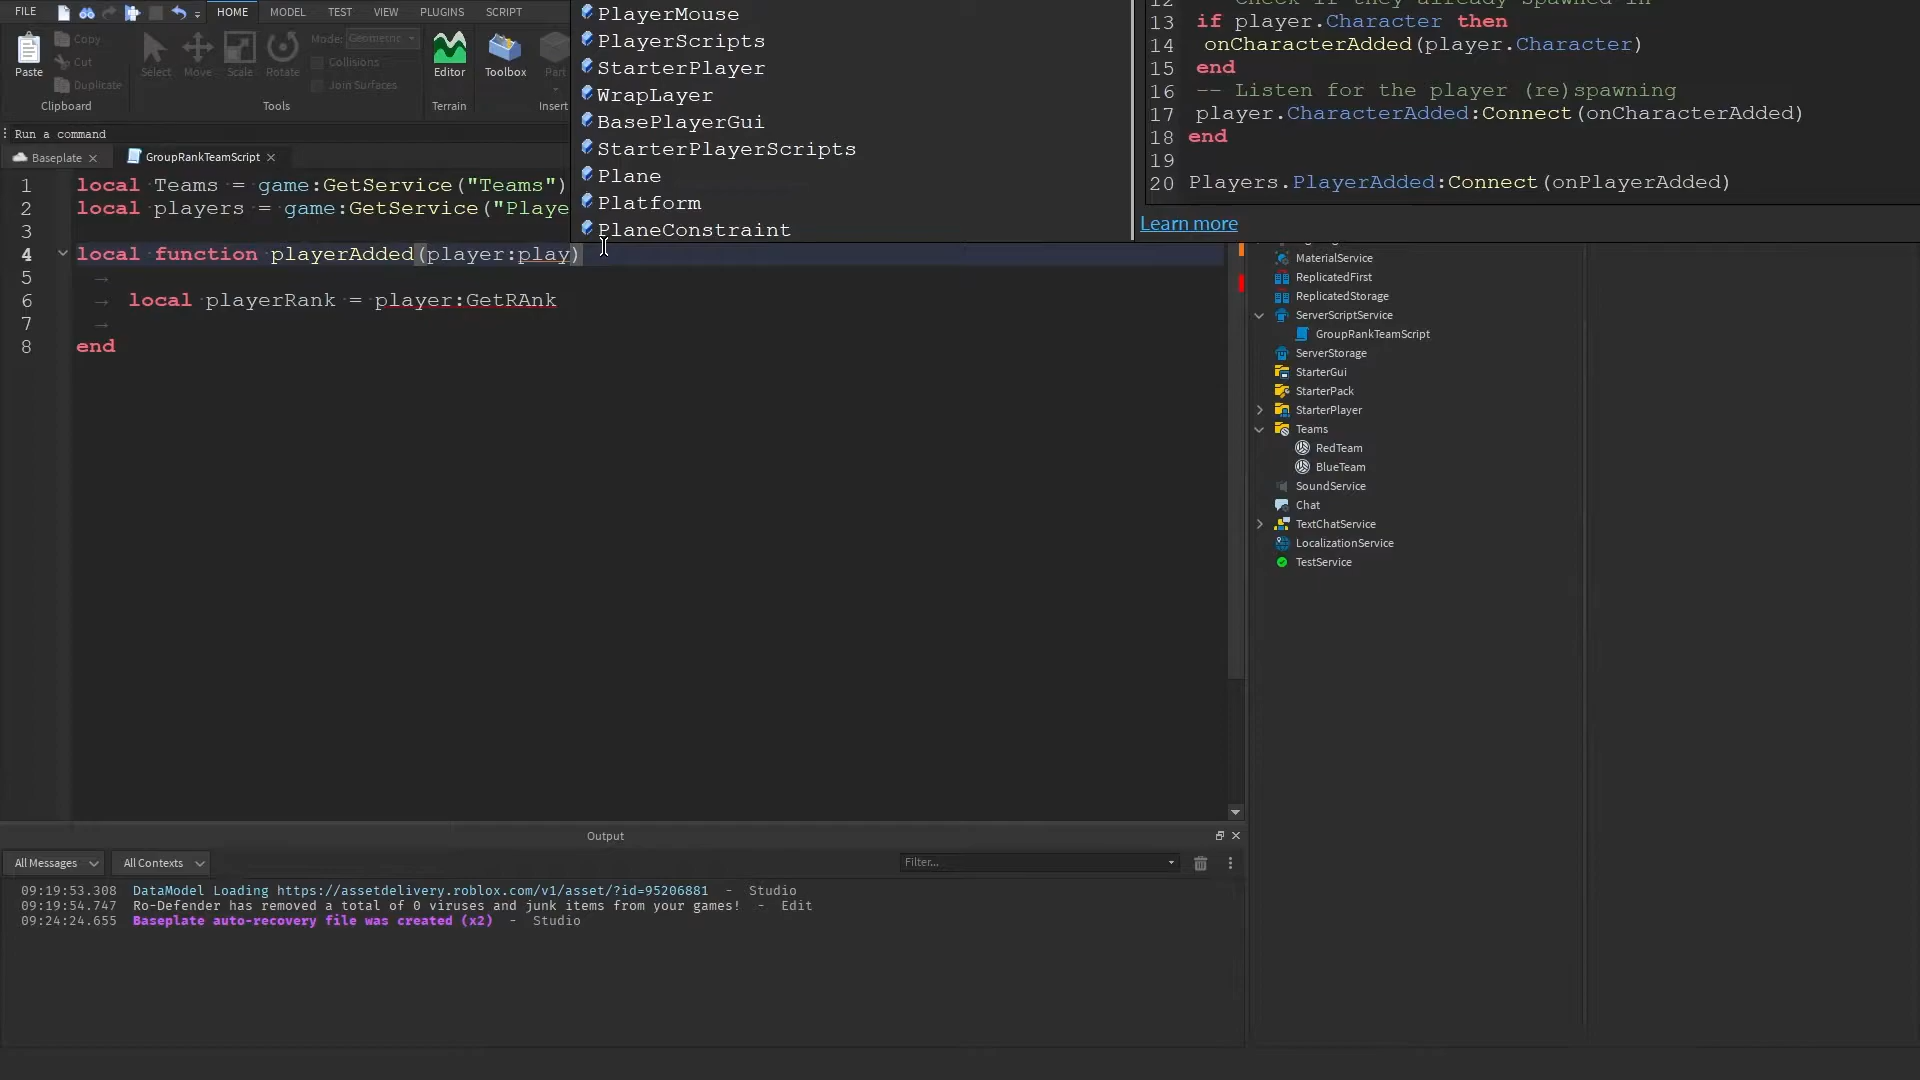 FILE
HOME
MODEL
TEST
VIEW
PLUGINS
SCRIPT
Paste
Copy
Cut
Duplicate
Clipboard
Select
Move
Scale
Rotate
Mode: Geometric
Collisions
Join Surfaces
Tools
Editor
Terrain
Toolbox
Part
Insert
Run a command
Baseplate
GroupRankTeamScript
1 local Teams = game:GetService("Teams")
2 local players = game:GetService("Playe
3
4 local function playerAdded(player:play)
5
6 local playerRank = player:GetRAnk
7
8 end
PlayerMouse
PlayerScripts
StarterPlayer
WrapLayer
BasePlayerGui
StarterPlayerScripts
Plane
Platform
PlaneConstraint
12 -- Check if they already spawned in
13 if player.Character then
14 onCharacterAdded(player.Character)
15 end
16 -- Listen for the player (re)spawning
17 player.CharacterAdded:Connect(onCharacterAdded)
18 end
19
20 Players.PlayerAdded:Connect(onPlayerAdded)
Learn more
MaterialService
ReplicatedFirst
ReplicatedStorage
ServerScriptService
GroupRankTeamScript
ServerStorage
StarterGui
StarterPack
StarterPlayer
Teams
RedTeam
BlueTeam
SoundService
Chat
TextChatService
LocalizationService
TestService
Output
All Messages
All Contexts
Filter...
09:19:53.308 DataModel Loading https://assetdelivery.roblox.com/v1/asset/?id=95206881 - Studio
09:19:54.747 Ro-Defender has removed a total of 0 viruses and junk items from your games! - Edit
09:24:24.655 Baseplate auto-recovery file was created (x2) - Studio